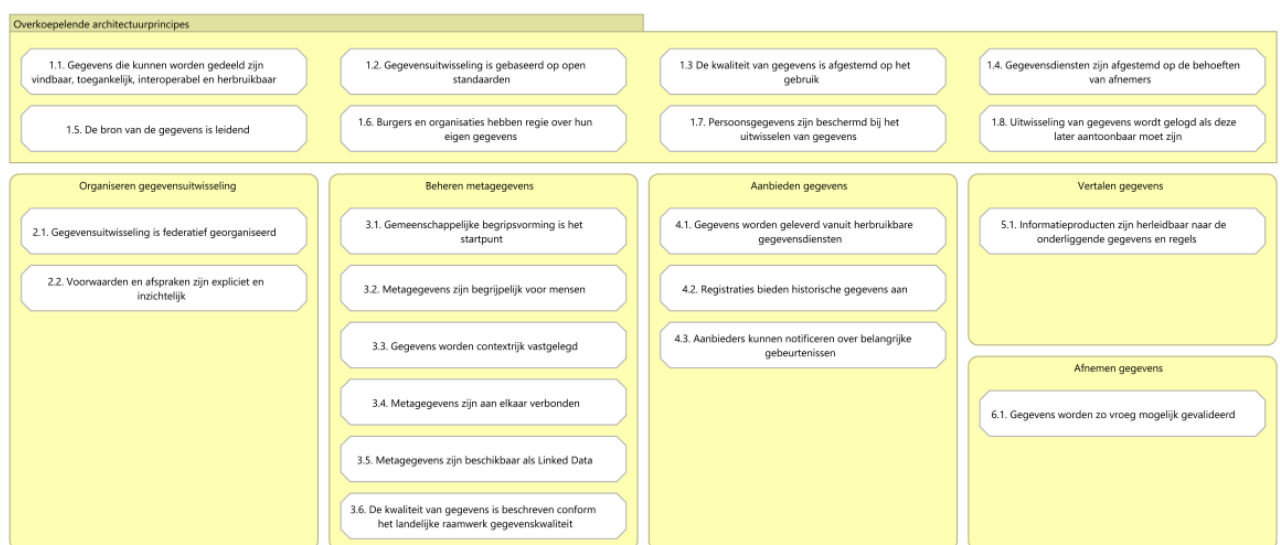 Overkoepelende architectuurprincipes
1.1. Gegevens die kunnen worden gedeeld zijn
vindbaar, toegankelijk, interoperabel en herbruikbaar
1.2. Gegevensuitwisseling is gebaseerd op open
standaarden
1.3 De kwaliteit van gegevens is afgestemd op het
gebruik
1.4. Gegevensdiensten zijn afgestemd op de behoeften
van afnemers
1.5. De bron van de gegevens is leidend
1.6. Burgers en organisaties hebben regie over hun
eigen gegevens
1.7. Persoonsgegevens zijn beschermd bij het
uitwisselen van gegevens
1.8. Uitwisseling van gegevens wordt gelogd als deze
later aantoonbaar moet zijn
Organiseren gegevensuitwisseling
2.1. Gegevensuitwisseling is federatief georganiseerd
2.2. Voorwaarden en afspraken zijn expliciet en
inzichtelijk
Beheren metagegevens
3.1. Gemeenschappelijke begripsvorming is het
startpunt
3.2. Metagegevens zijn begrijpelijk voor mensen
3.3. Gegevens worden contextrijk vastgelegd
3.4. Metagegevens zijn aan elkaar verbonden
3.5. Metagegevens zijn beschikbaar als Linked Data
3.6. De kwaliteit van gegevens is beschreven conform
het landelijke raamwerk gegevenskwaliteit
Aanbieden gegevens
4.1. Gegevens worden geleverd vanuit herbruikbare
gegevensdiensten
4.2. Registraties bieden historische gegevens aan
4.3. Aanbieders kunnen notificeren over belangrijke
gebeurtenissen
Vertalen gegevens
5.1. Informatieproducten zijn herleidbaar naar de
onderliggende gegevens en regels
Afnemen gegevens
6.1. Gegevens worden zo vroeg mogelijk gevalideerd